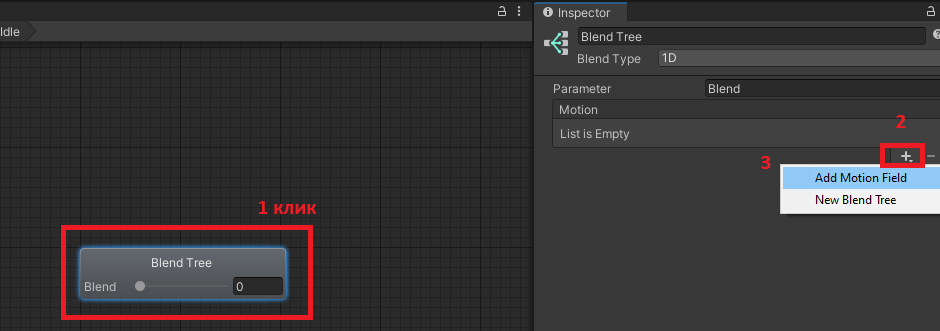 Idle
1 клик
Blend Tree
Blend
0
Inspector
Blend Tree
Blend Type
1D
Parameter
Blend
Motion
List is Empty
2
3
Add Motion Field
New Blend Tree